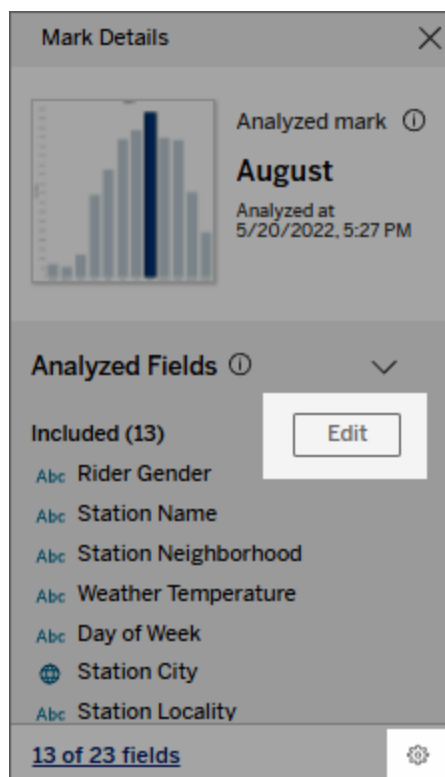 Mark Details
Analyzed mark
August
Analyzed at
5/20/2022, 5:27 PM
Analyzed Fields
Included (13)
Edit
Abc Rider Gender
Abc Station Name
Abc Station Neighborhood
Abc Weather Temperature
Abc Day of Week
Station City
Abc Station Locality
13 of 23 fields